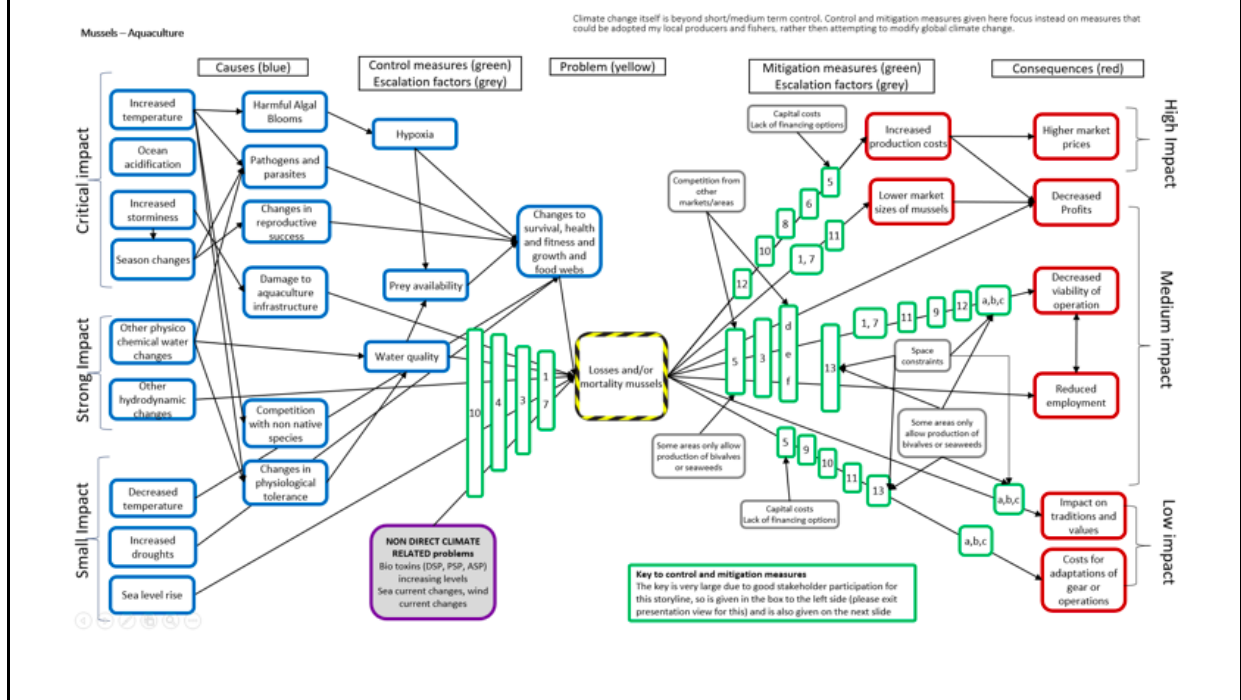 Climate change itself is beyond short/medium term control. Control and mitigation measures given here focus instead on measures that
could be adopted my local producers and fishers, rather then attempting to modify global climate change.
Mussels – Aquaculture
Causes (blue)
Control measures (green)
Escalation factors (grey)
Problem (yellow)
Mitigation measures (green)
Escalation factors (grey)
Consequences (red)
Critical impact
Strong Impact
Small Impact
Increased
temperature
Ocean
acidification
Increased
storminess
Season changes
Other physico
chemical water
changes
Other
hydrodynamic
changes
Decreased
temperature
Increased
droughts
Sea level rise
Harmful Algal
Blooms
Pathogens and
parasites
Changes in
reproductive
success
Damage to
aquaculture
infrastructure
Competition
with non native
species
Changes in
physiological
tolerance
Hypoxia
Prey availability
Water quality
Changes to
survival, health
and fitness and
growth and
food webs
10
4
3
1
7
NON DIRECT CLIMATE
RELATED problems
Bio toxins (DSP, PSP, ASP)
increasing levels
Sea current changes, wind
current changes
Losses and/or
mortality mussels
Capital costs
Lack of financing options
Competition from
other
markets/areas
5
6
8
10
12
11
1, 7
5
3
d
e
f
13
1, 7
11
9
12
a,b,c
Space
constraints
Some areas only
allow production of
bivalves or seaweeds
Some areas only allow
production of bivalves
or seaweeds
5
9
10
11
13
a,b,c
a,b,c
Capital costs
Lack of financing options
Increased
production costs
Lower market
sizes of mussels
Higher market
prices
Decreased
Profits
Decreased
viability of
operation
Reduced
employment
Impact on
traditions and
values
Costs for
adaptations of
gear or
operations
High Impact
Medium impact
Low impact
Key to control and mitigation measures
The key is very large due to good stakeholder participation for
this storyline, so is given in the box to the left side (please exit
presentation view for this) and is also given on the next slide